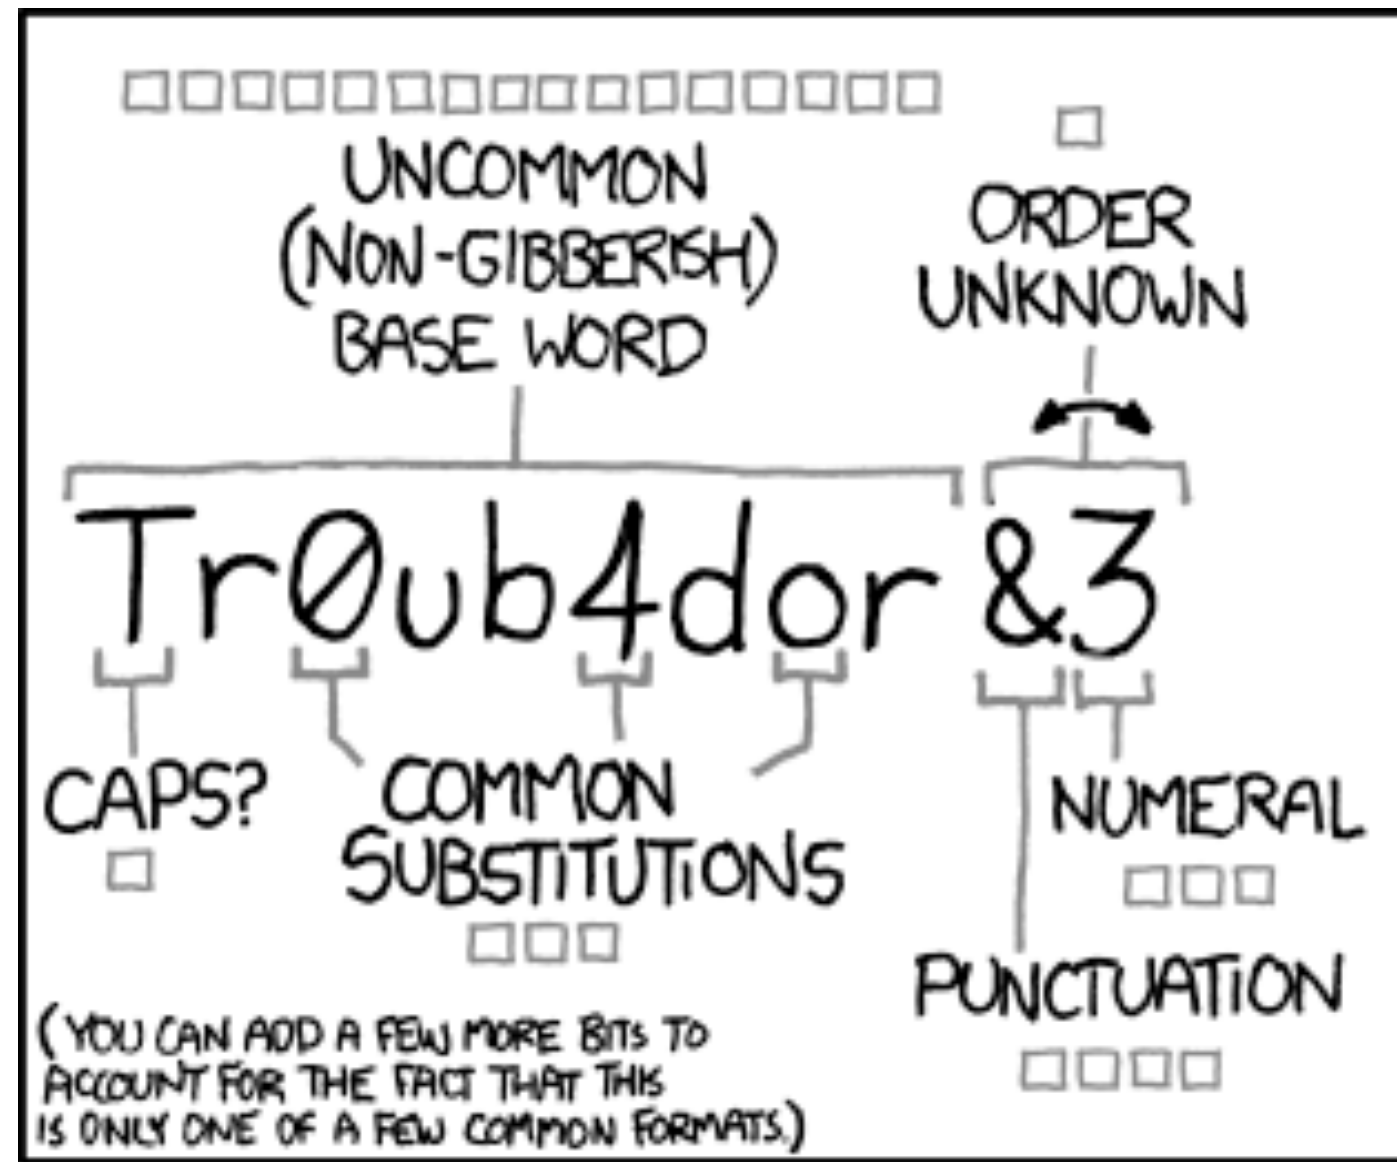 UNCOMMON
(NON-GIBBERISH)
BASE WORD
ORDER
UNKNOWN
Tr0ub4dor &3
CAPS?
COMMON
SUBSTITUTIONS
NUMERAL
PUNCTUATION
(YOU CAN ADD A FEW MORE BITS TO
ACCOUNT FOR THE FACT THAT THIS
IS ONLY ONE OF A FEW COMMON FORMATS.)